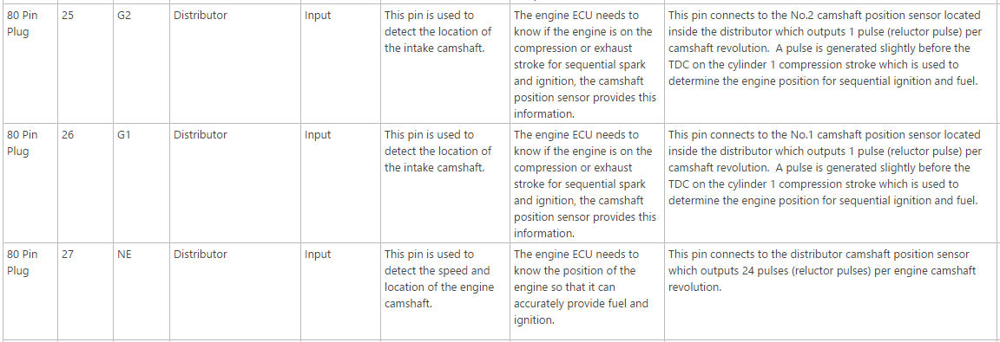 80 Pin
Plug
25
G2
Distributor
Input
This pin is used to
detect the location of
the intake camshaft.
The engine ECU needs to
know if the engine is on the
compression or exhaust
stroke for sequential spark
and ignition, the camshaft
position sensor provides this
information.
This pin connects to the No.2 camshaft position sensor located
inside the distributor which outputs 1 pulse (reluctor pulse) per
camshaft revolution.  A pulse is generated slightly before the
TDC on the cylinder 1 compression stroke which is used to
determine the engine position for sequential ignition and fuel.
80 Pin
Plug
26
G1
Distributor
Input
This pin is used to
detect the location of
the intake camshaft.
The engine ECU needs to
know if the engine is on the
compression or exhaust
stroke for sequential spark
and ignition, the camshaft
position sensor provides this
information.
This pin connects to the No.1 camshaft position sensor located
inside the distributor which outputs 1 pulse (reluctor pulse) per
camshaft revolution.  A pulse is generated slightly before the
TDC on the cylinder 1 compression stroke which is used to
determine the engine position for sequential ignition and fuel.
80 Pin
Plug
27
NE
Distributor
Input
This pin is used to
detect the speed and
location of the engine
camshaft.
The engine ECU needs to
know the position of the
engine so that it can
accurately provide fuel and
ignition.
This pin connects to the distributor camshaft position sensor
which outputs 24 pulses (reluctor pulses) per engine camshaft
revolution.